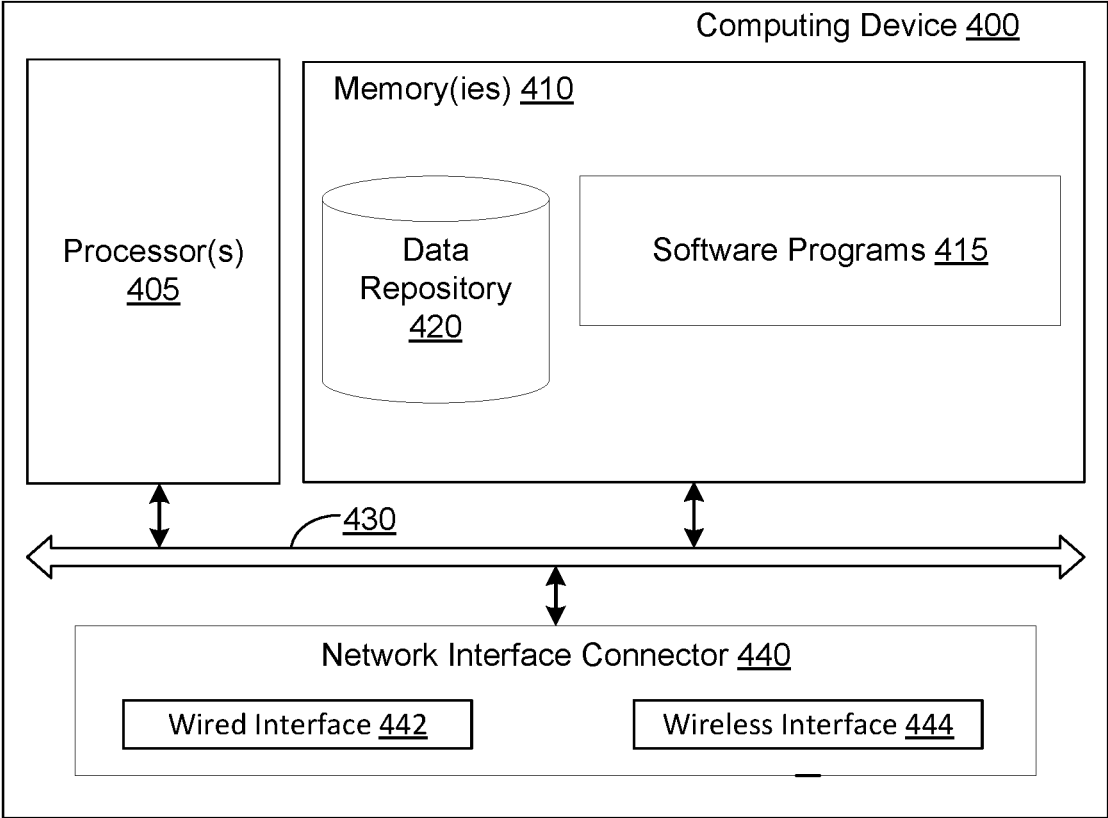 Computing Device 400
Memory(ies) 410
Processor(s)
405
Data
Repository
420
Software Programs 415
430
Network Interface Connector 440
Wired Interface 442
Wireless Interface 444